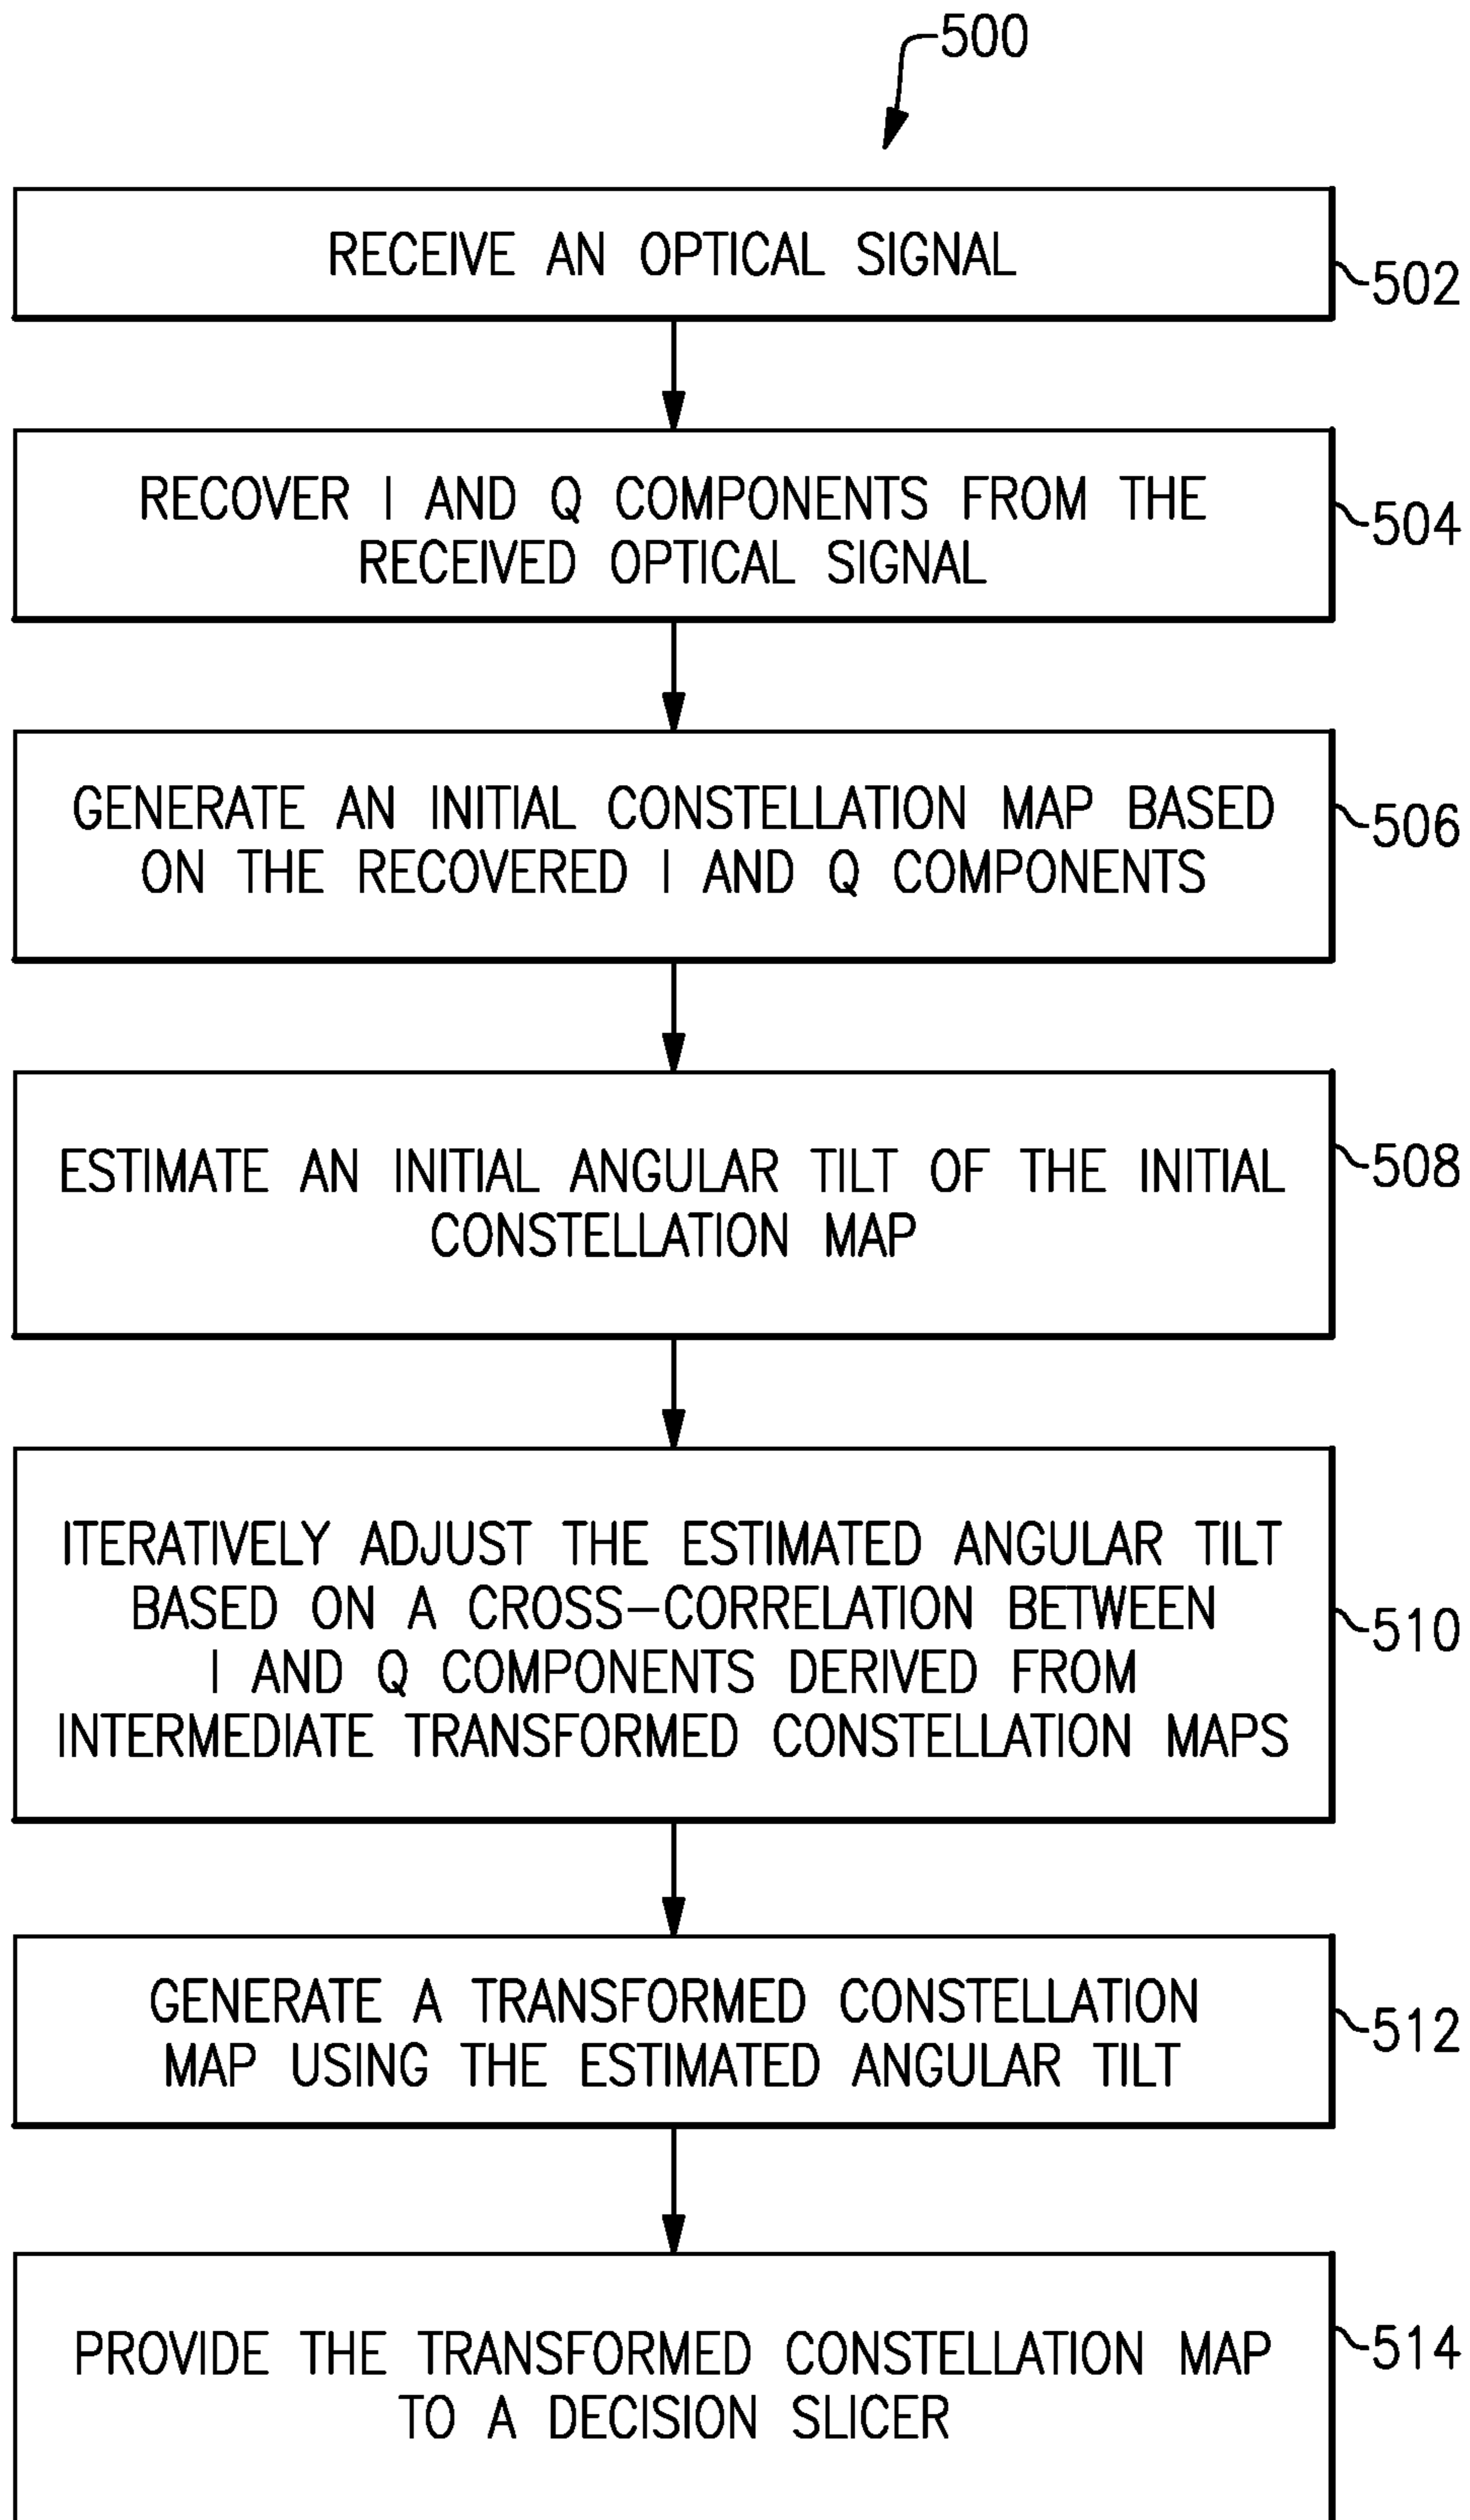 500
RECEIVE AN OPTICAL SIGNAL
502
RECOVER I AND Q COMPONENTS FROM THE
RECEIVED OPTICAL SIGNAL
504
GENERATE AN INITIAL CONSTELLATION MAP BASED
ON THE RECOVERED I AND Q COMPONENTS
506
ESTIMATE AN INITIAL ANGULAR TILT OF THE INITIAL
CONSTELLATION MAP
508
ITERATIVELY ADJUST THE ESTIMATED ANGULAR TILT
BASED ON A CROSS-CORRELATION BETWEEN
I AND Q COMPONENTS DERIVED FROM
INTERMEDIATE TRANSFORMED CONSTELLATION MAPS
510
GENERATE A TRANSFORMED CONSTELLATION
MAP USING THE ESTIMATED ANGULAR TILT
512
PROVIDE THE TRANSFORMED CONSTELLATION MAP
TO A DECISION SLICER
514